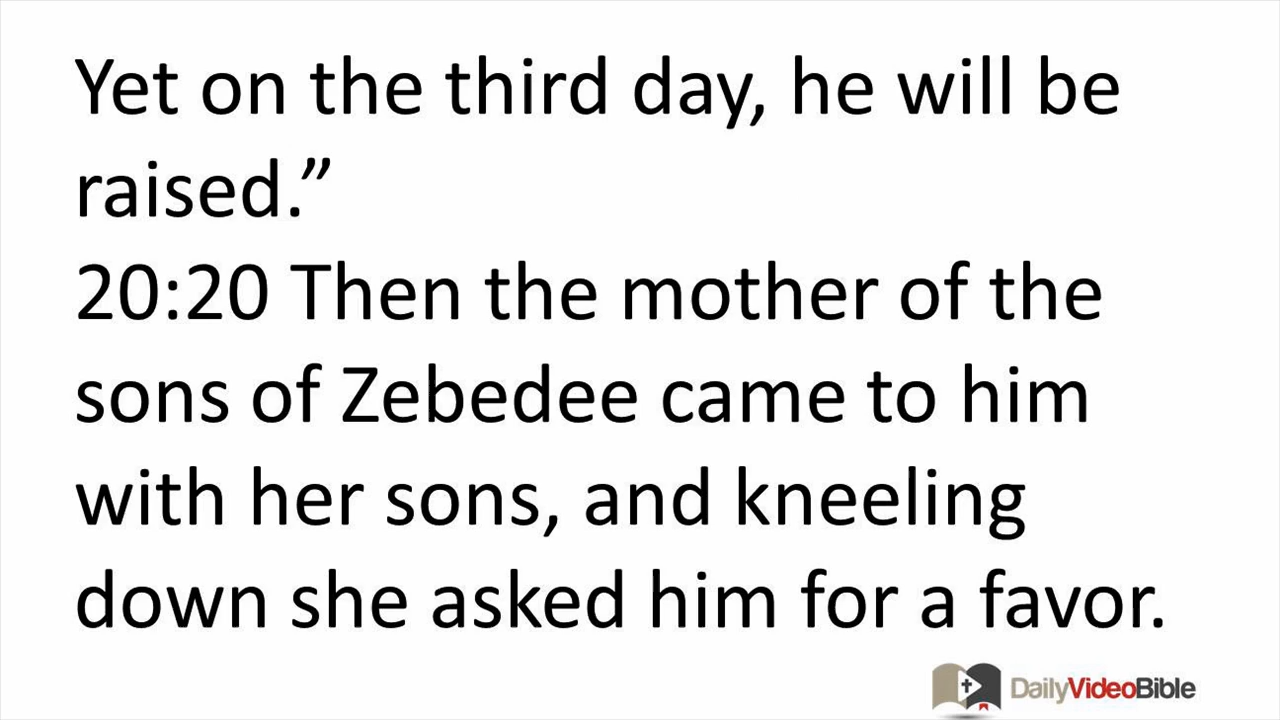 Yet on the third day, he will be
raised.”
20:20 Then the mother of the
sons of Zebedee came to him
with her sons, and kneeling
down she asked him for a favor.
DailyVideoBible